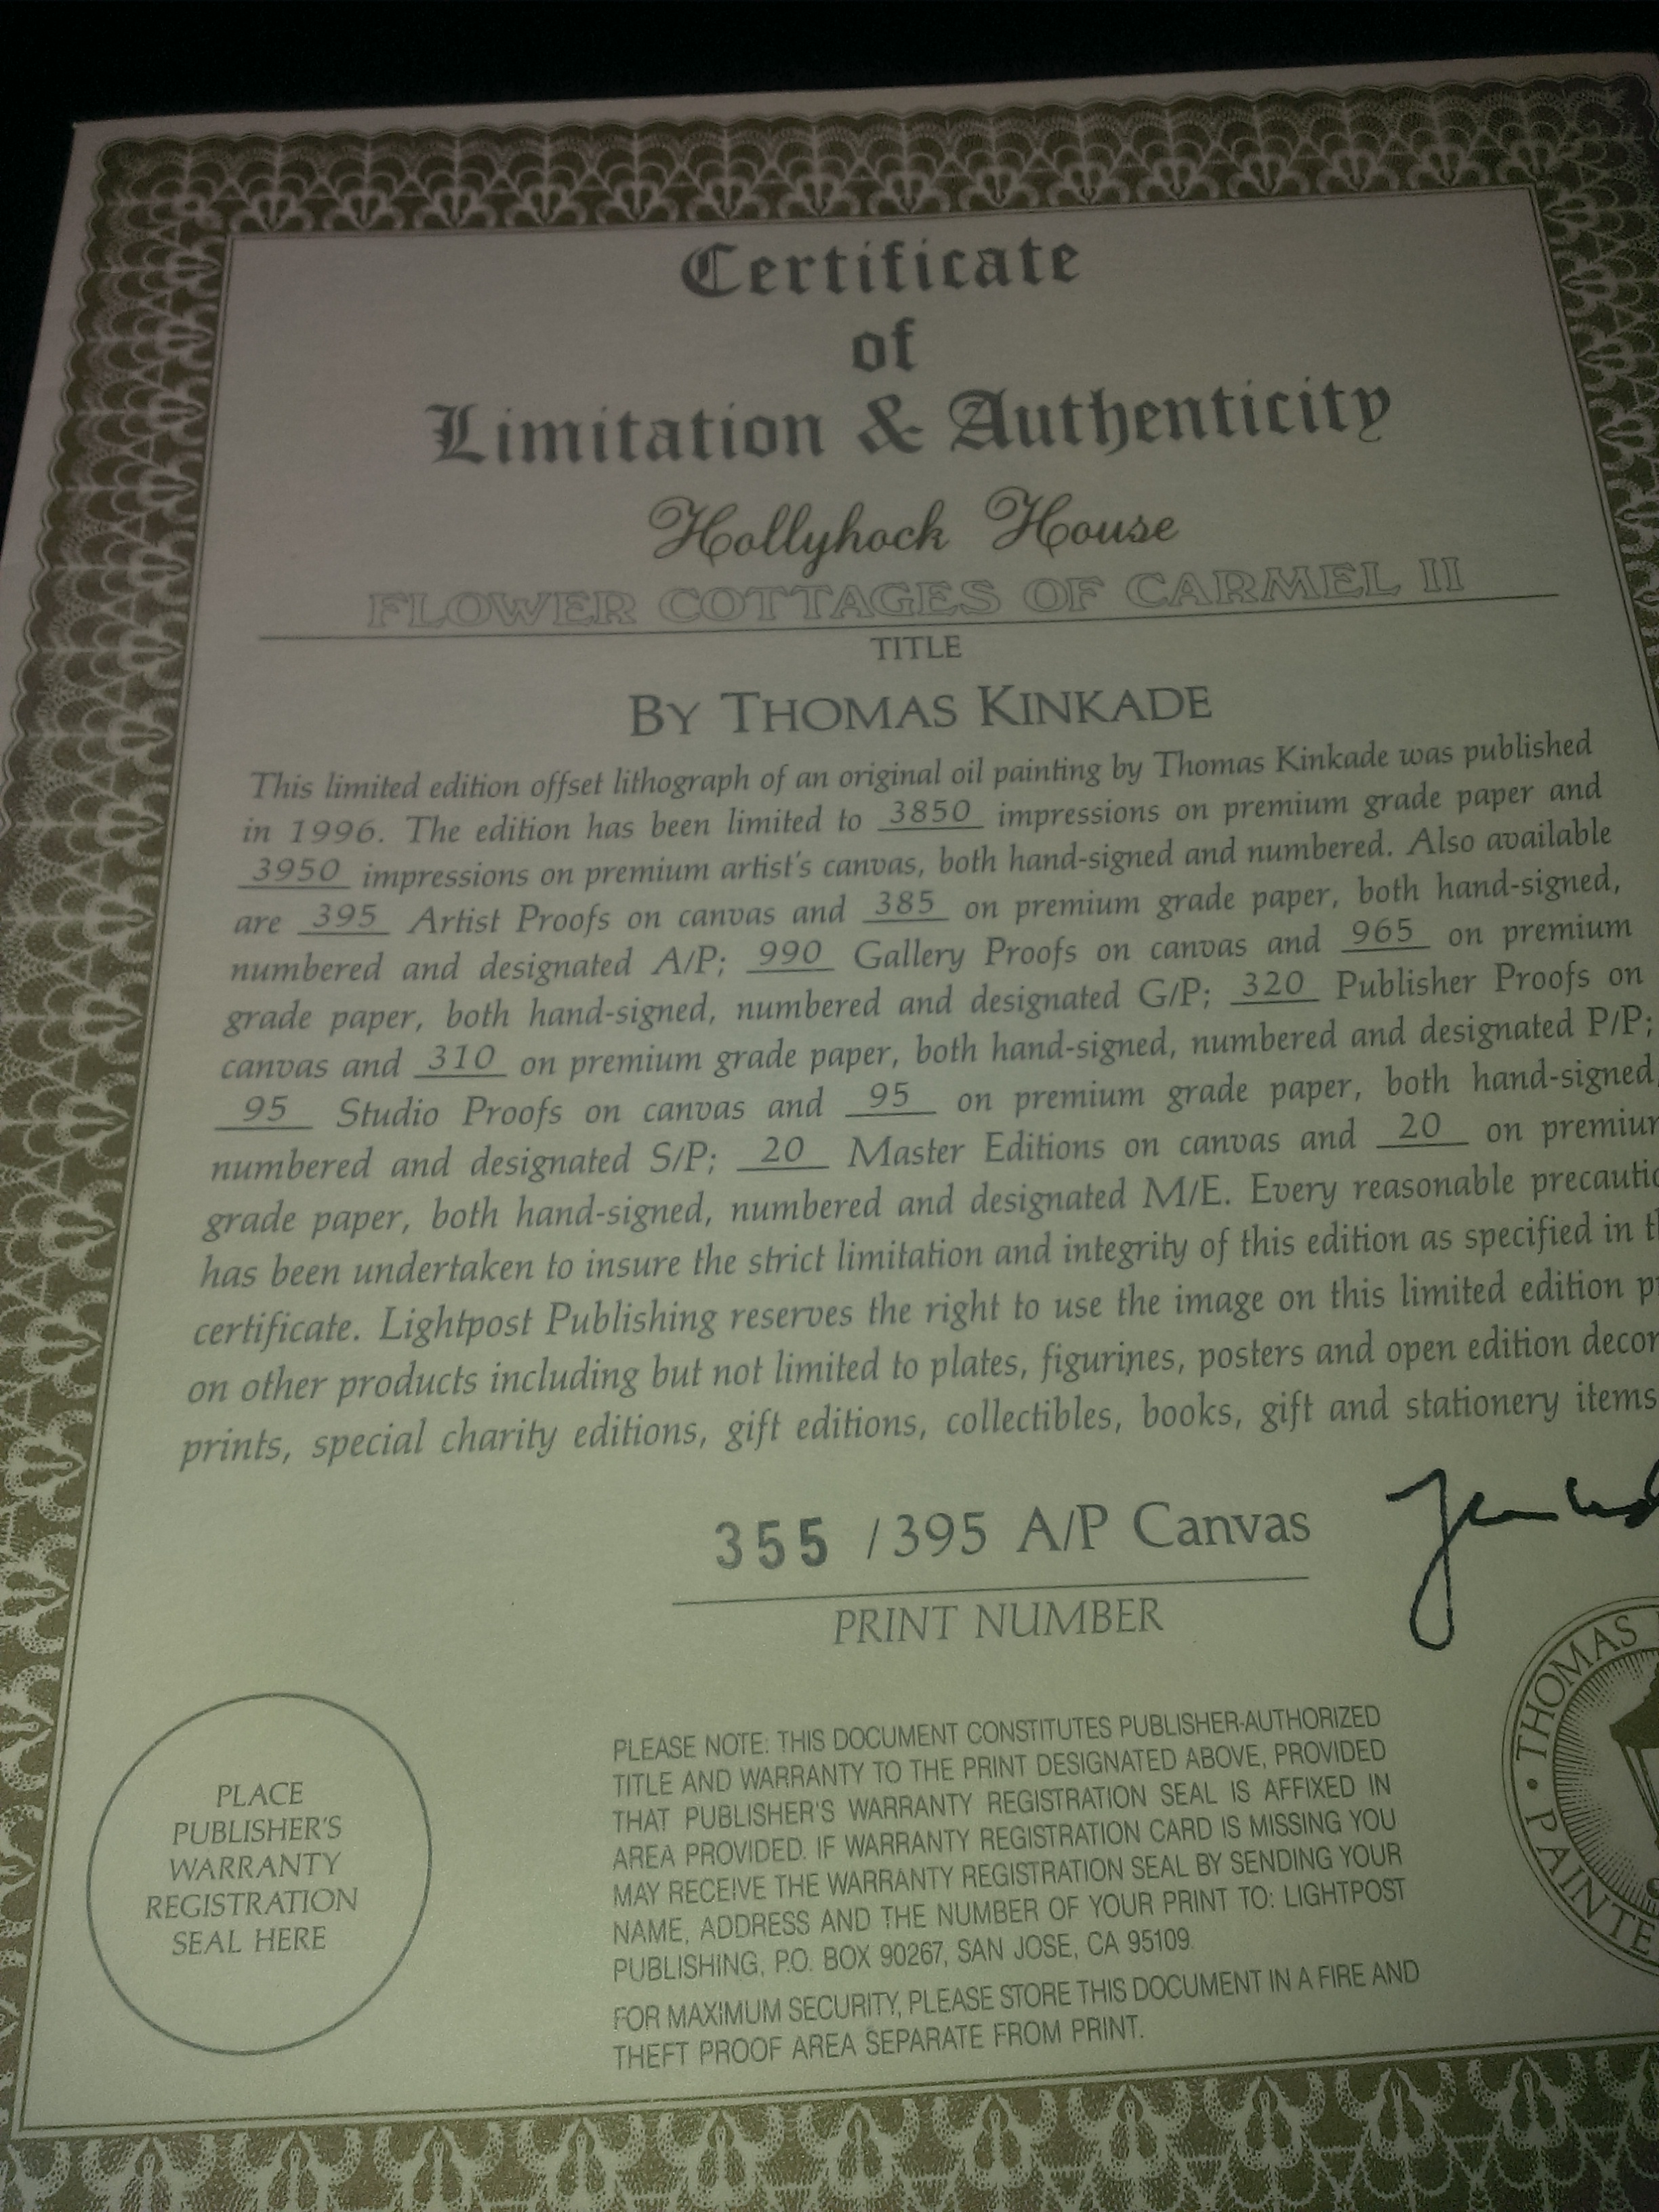 Certificate
of
Limitation & Authenticity
Hollyhock House
FLOWER COTTAGES OF CARMEL II
TITLE
BY THOMAS KINKADE
This limited edition offset lithograph of an original oil painting by Thomas Kinkade was published
in 1996. The edition has been limited to 3850 impressions on premium grade paper and
3950 impressions on premium artist's canvas, both hand-signed and numbered. Also available
are 395 Artist Proofs on canvas and 385 on premium grade paper, both hand-signed,
numbered and designated A/P; 990 Gallery Proofs on canvas and 965 on premium
grade paper, both hand-signed, numbered and designated G/P; 320 Publisher Proofs on
canvas and 310 on premium grade paper, both hand-signed, numbered and designated P/P;
95 Studio Proofs on canvas and 95 on premium grade paper, both hand-signed,
numbered and designated S/P; 20 Master Editions on canvas and 20 on
grade paper, both hand-signed, numbered and designated M/E. Every reasonable
has been undertaken to insure the strict limitation and integrity of this edition as specified in
certificate. Lightpost Publishing reserves the right to use the image on this limited edition
on other products including but not limited to plates, figurines, posters and open edition
prints, special charity editions, gift editions, collectibles, books, gift and stationery items
355 /395 A/P Canvas
PRINT NUMBER
PLACE
PUBLISHER'S
WARRANTY
REGISTRATION
SEAL HERE
PLEASE NOTE: THIS DOCUMENT CONSTITUTES PUBLISHER-AUTHORIZED
TITLE AND WARRANTY TO THE PRINT DESIGNATED ABOVE, PROVIDED
THAT PUBLISHER'S WARRANTY REGISTRATION SEAL IS AFFIXED IN
AREA PROVIDED. IF WARRANTY REGISTRATION CARD IS MISSING YOU
MAY RECEIVE THE WARRANTY REGISTRATION SEAL BY SENDING YOUR
NAME, ADDRESS AND THE NUMBER OF YOUR PRINT TO: LIGHTPOST
PUBLISHING, P.O. BOX 90267, SAN JOSE, CA 95109.
FOR MAXIMUM SECURITY, PLEASE STORE THIS DOCUMENT IN A FIRE AND
THEFT PROOF AREA SEPARATE FROM PRINT.
THOMAS